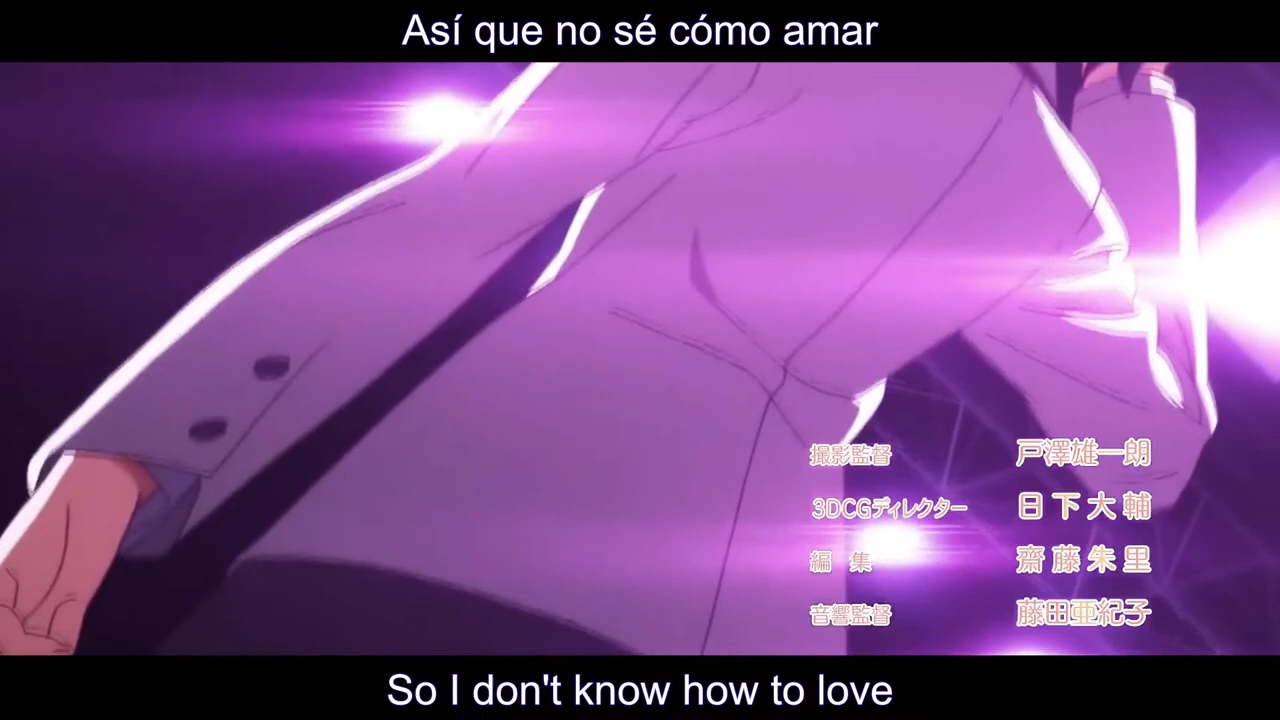 Así que no sé cómo amar
撮影監督 戸澤雄一朗
3DCGディレクター 日下大輔
編集 齋藤朱里
音響監督 藤田亜紀子
So I don't know how to love